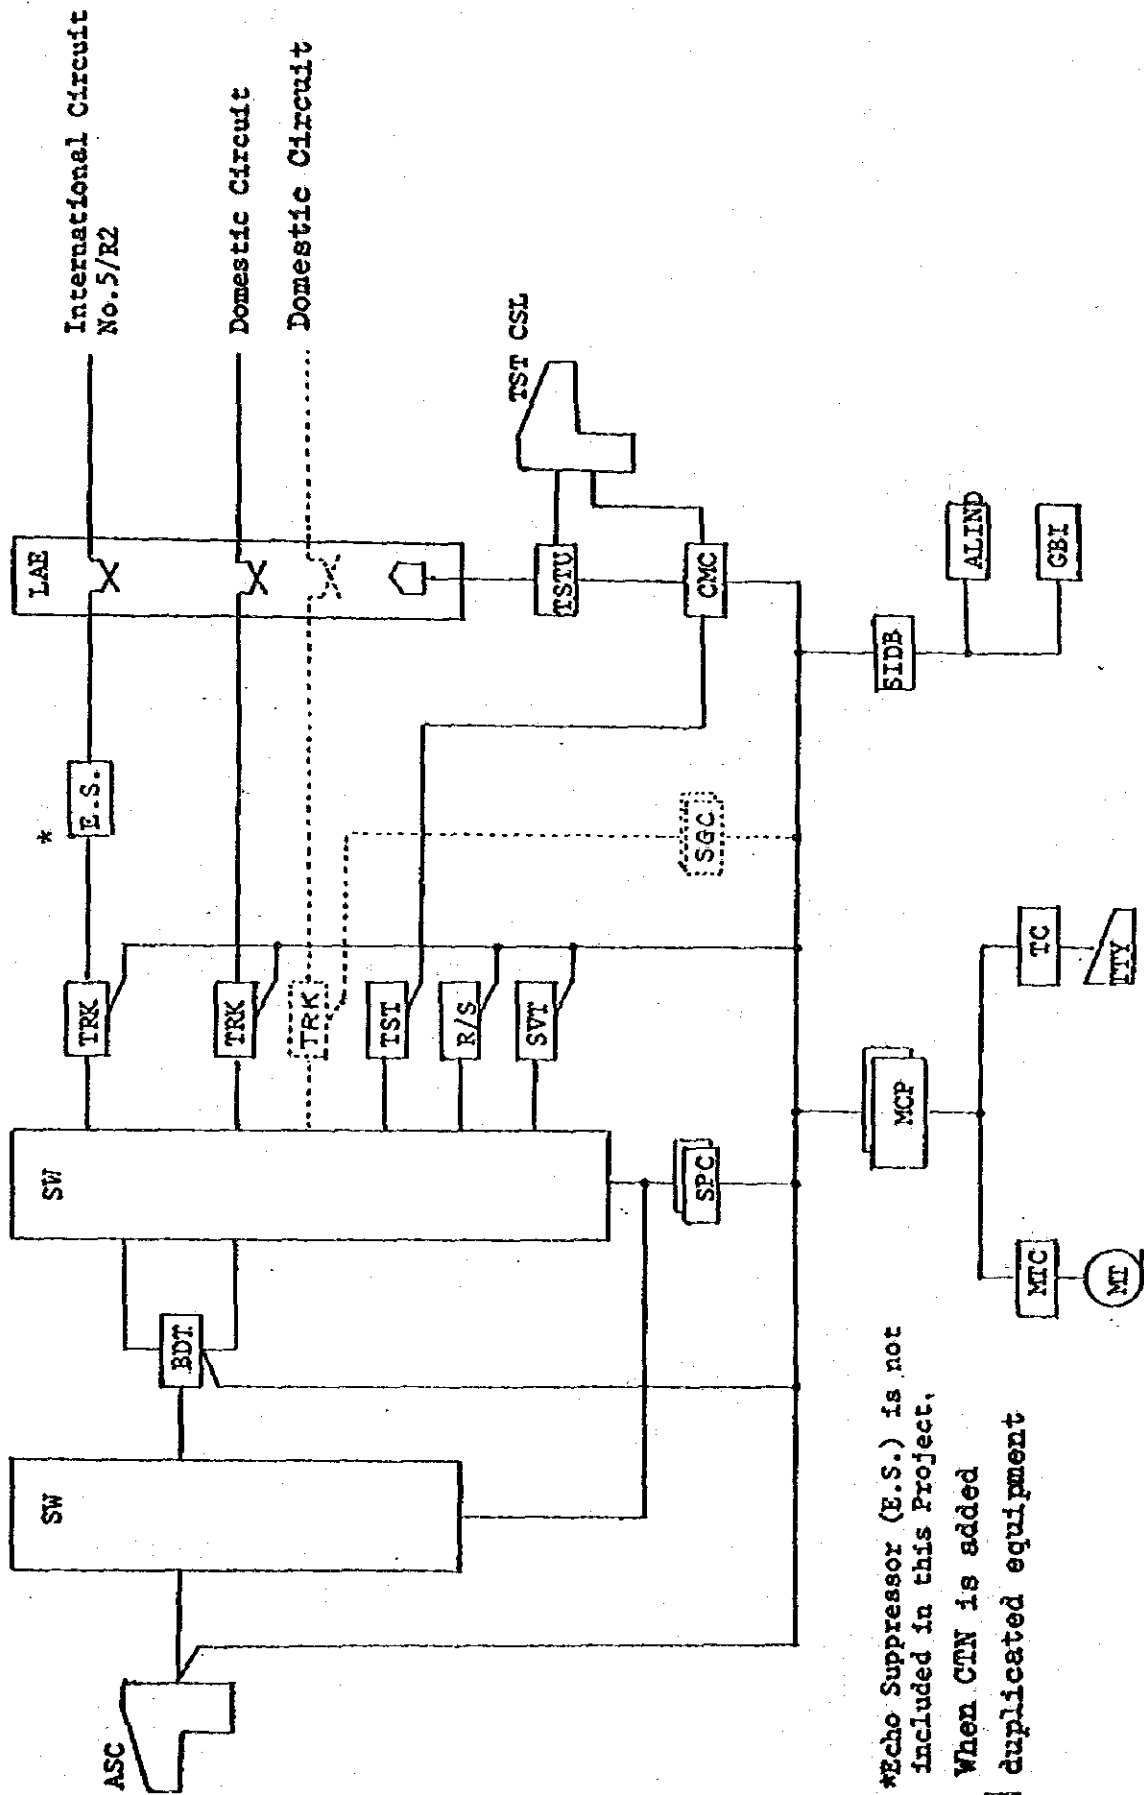 International Circuit
No.5/R2
Domestic Circuit
Domestic Circuit
LAE
*
E.S.
TRK
TRK
TRK
TST
R/S
SVT
SW
BDT
SW
ASC
TST CSL
TSTU
CMC
SGC
SPC
SIDB
ALIND
GBI
MCP
TC
TTY
MTC
MT
*Echo Suppressor (E.S.) is not
included in this Project.
When CTN is added
duplicated equipment